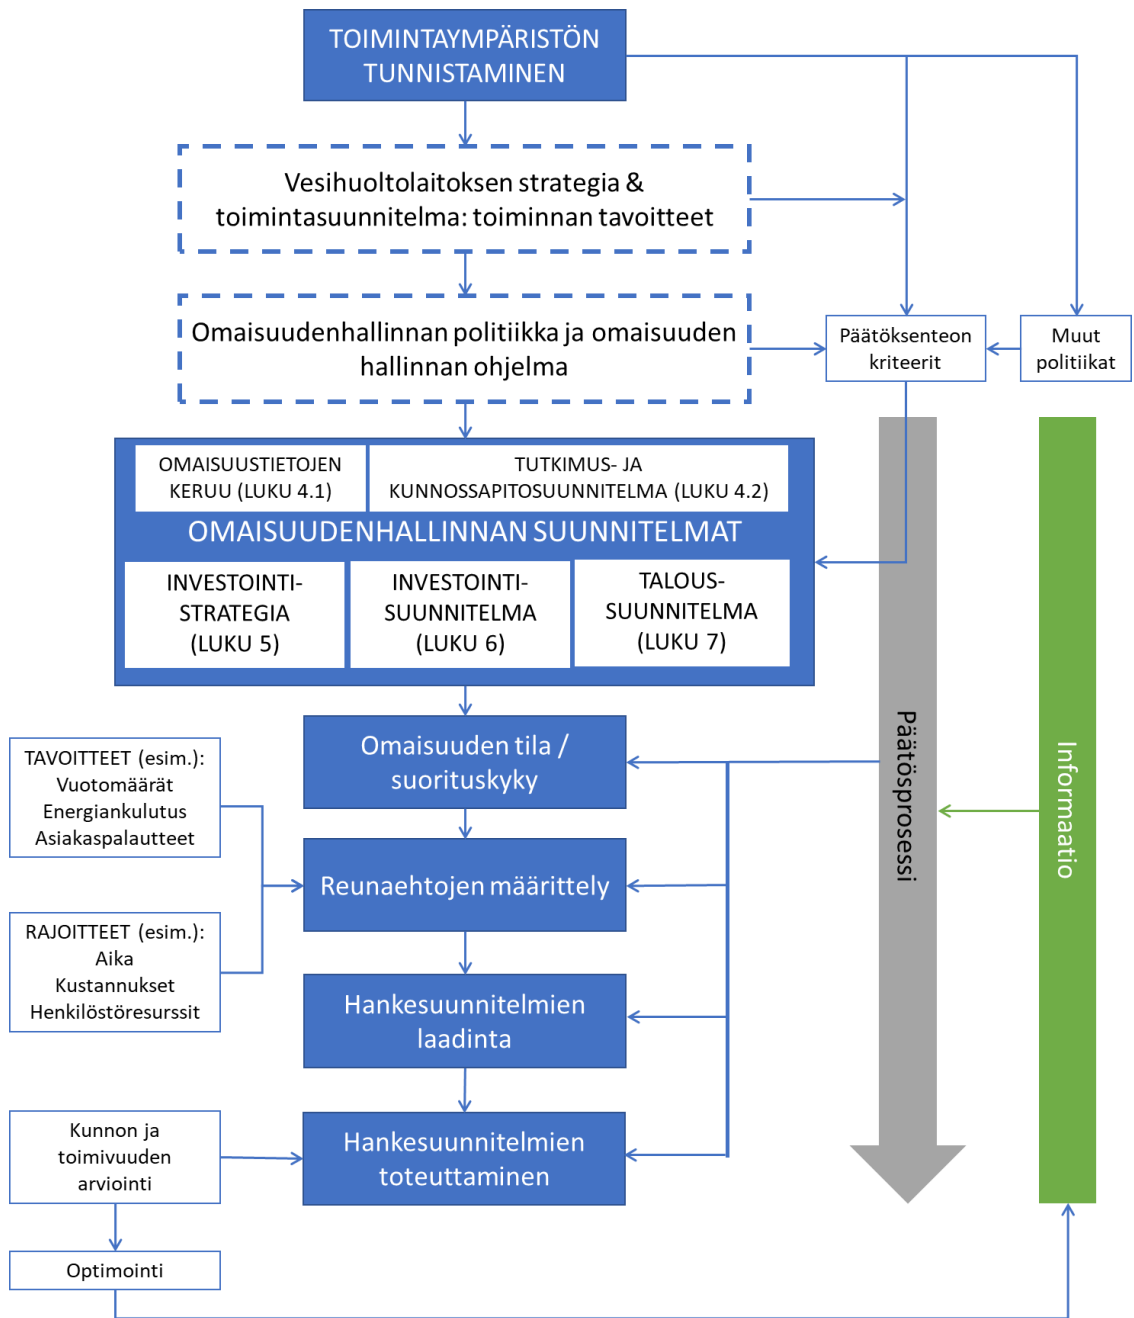 TOIMINTAYMPÄRISTÖN
TUNNISTAMINEN
Vesihuoltolaitoksen strategia &
toimintasuunnitelma: toiminnan tavoitteet
Omaisuudenhallinnan politiikka ja omaisuuden
hallinnan ohjelma
Päätöksenteon
kriteerit
Muut
politiikat
OMAISUUSTIETOJEN
KERUU (LUKU 4.1)
TUTKIMUS- JA
KUNNOSSAPITOSUUNNITELMA (LUKU 4.2)
OMAISUUDENHALLINNAN SUUNNITELMAT
INVESTOINTI-
STRATEGIA
(LUKU 5)
INVESTOINTI-
SUUNNITELMA
(LUKU 6)
TALOUS-
SUUNNITELMA
(LUKU 7)
Omaisuuden tila /
suorituskyky
TAVOITTEET (esim.):
Vuotomäärät
Energiankulutus
Asiakaspalautteet
Reunaehtojen määrittely
RAJOITTEET (esim.):
Aika
Kustannukset
Henkilöstöresurssit
Hankesuunnitelmien
laadinta
Kunnon ja
toimivuuden
arviointi
Hankesuunnitelmien
toteuttaminen
Optimointi
Päätösprosessi
Informaatio